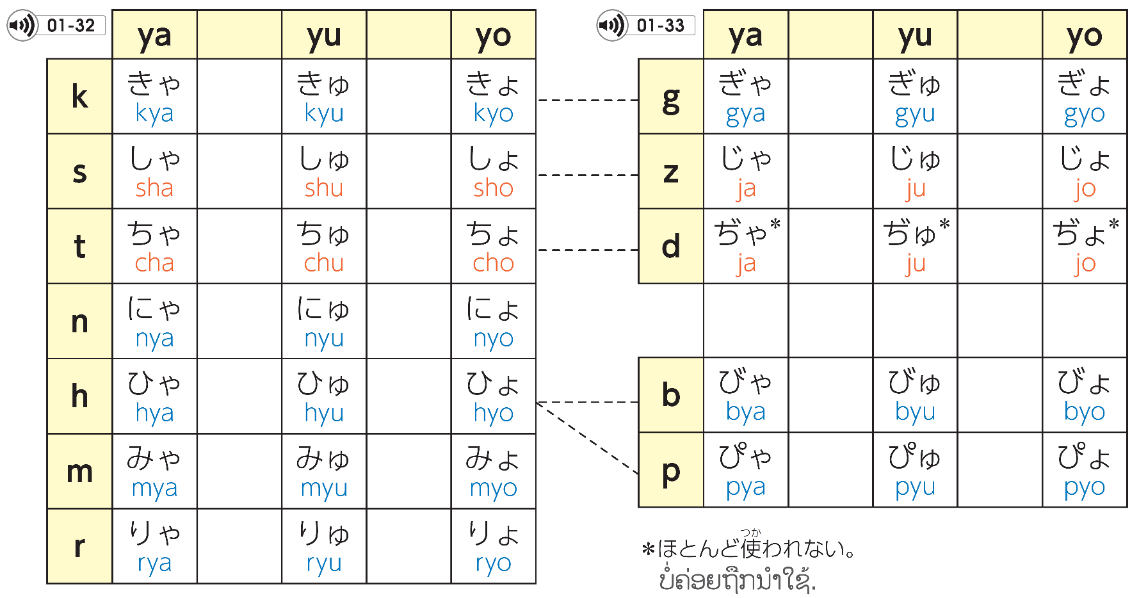 01-32 ya yu yo
k きゃ きゅ きょ
kya kyu kyo
s しゃ しゅ しょ
sha shu sho
t ちゃ ちゅ ちょ
cha chu cho
n にゃ にゅ にょ
nya nyu nyo
h ひゃ ひゅ ひょ
hya hyu hyo
m みゃ みゅ みょ
mya myu myo
r りゃ りゅ りょ
rya ryu ryo
01-33 ya yu yo
g ぎゃ ぎゅ ぎょ
gya gyu gyo
z じゃ じゅ じょ
ja ju jo
d ぢゃ* ぢゅ* ぢょ*
ja ju jo
b びゃ びゅ びょ
bya byu byo
p ぴゃ ぴゅ ぴょ
pya pyu pyo
つか
*ほとんど使われない。
ບໍ່ຄ່ອຍຖືກນຳໃຊ້.